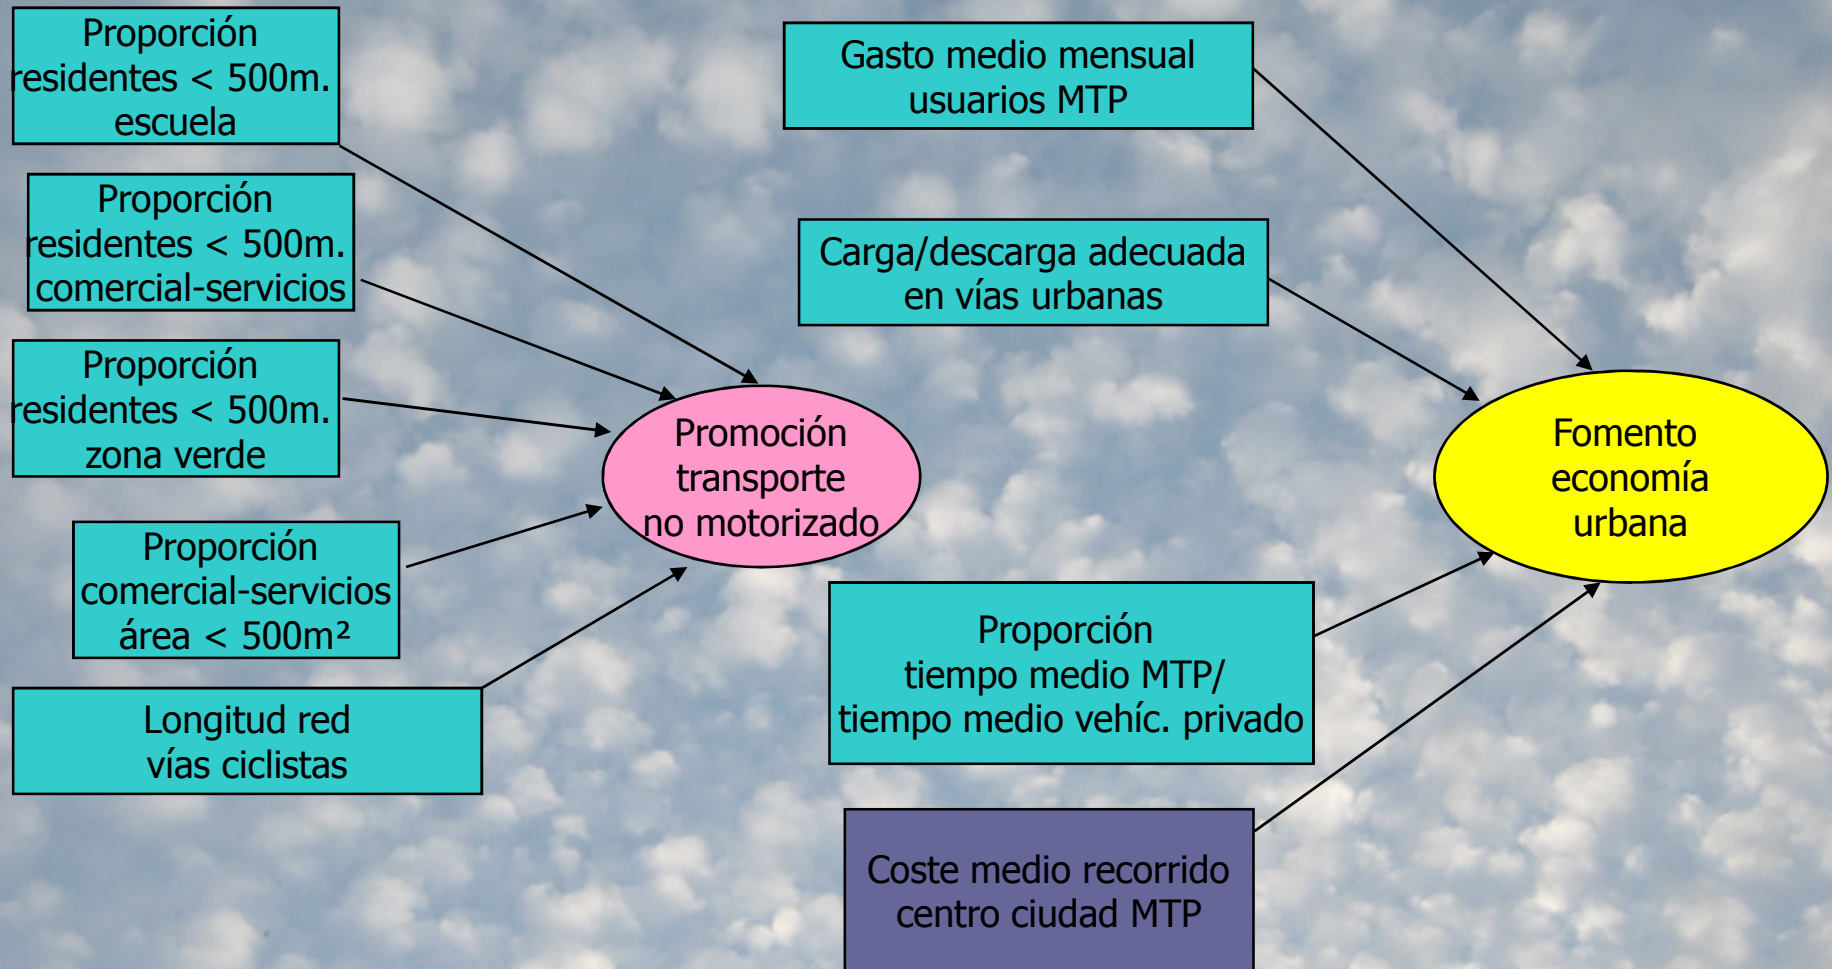 Proporción
residentes < 500m.
escuela
Proporción
residentes < 500m.
comercial-servicios
Proporción
residentes < 500m.
zona verde
Proporción
comercial-servicios
área < 500m²
Longitud red
vías ciclistas
Promoción
transporte
no motorizado
Gasto medio mensual
usuarios MTP
Carga/descarga adecuada
en vías urbanas
Proporción
tiempo medio MTP/
tiempo medio vehíc. privado
Coste medio recorrido
centro ciudad MTP
Fomento
economía
urbana